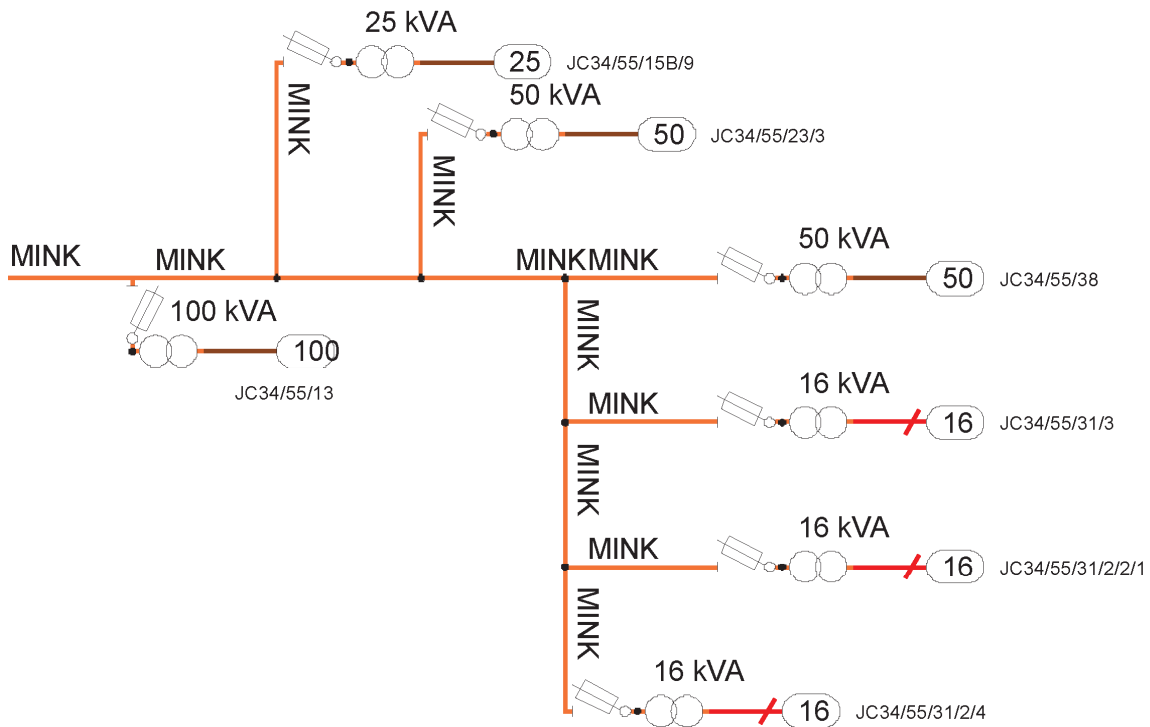 25 kVA
25
JC34/55/15B/9
MINK
50 kVA
50
JC34/55/23/3
MINK
MINK
MINK
MINKMINK
50 kVA
50
JC34/55/38
100 kVA
100
JC34/55/13
MINK
MINK
16 kVA
16
JC34/55/31/3
MINK
MINK
16 kVA
16
JC34/55/31/2/2/1
MINK
16 kVA
16
JC34/55/31/2/4